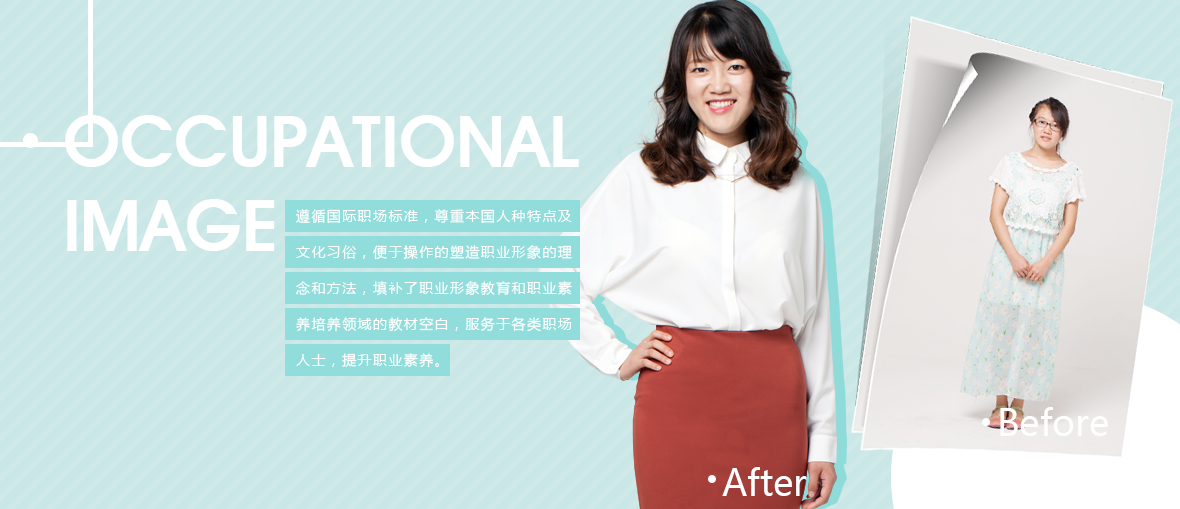 OCCUPATIONAL
IMAGE
遵循国际职场标准，尊重本国人种特点及
文化习俗，便于操作的塑造职业形象的理
念和方法，填补了职业形象教育和职业素
养培养领域的教材空白，服务于各类职场
人士，提升职业素养。
• Before
• After